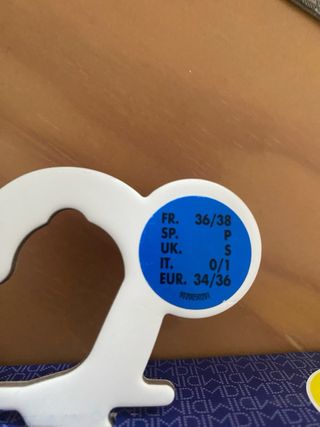 FR. 36/38
SP. P
UK. S
IT. 0/1
EUR. 34/36